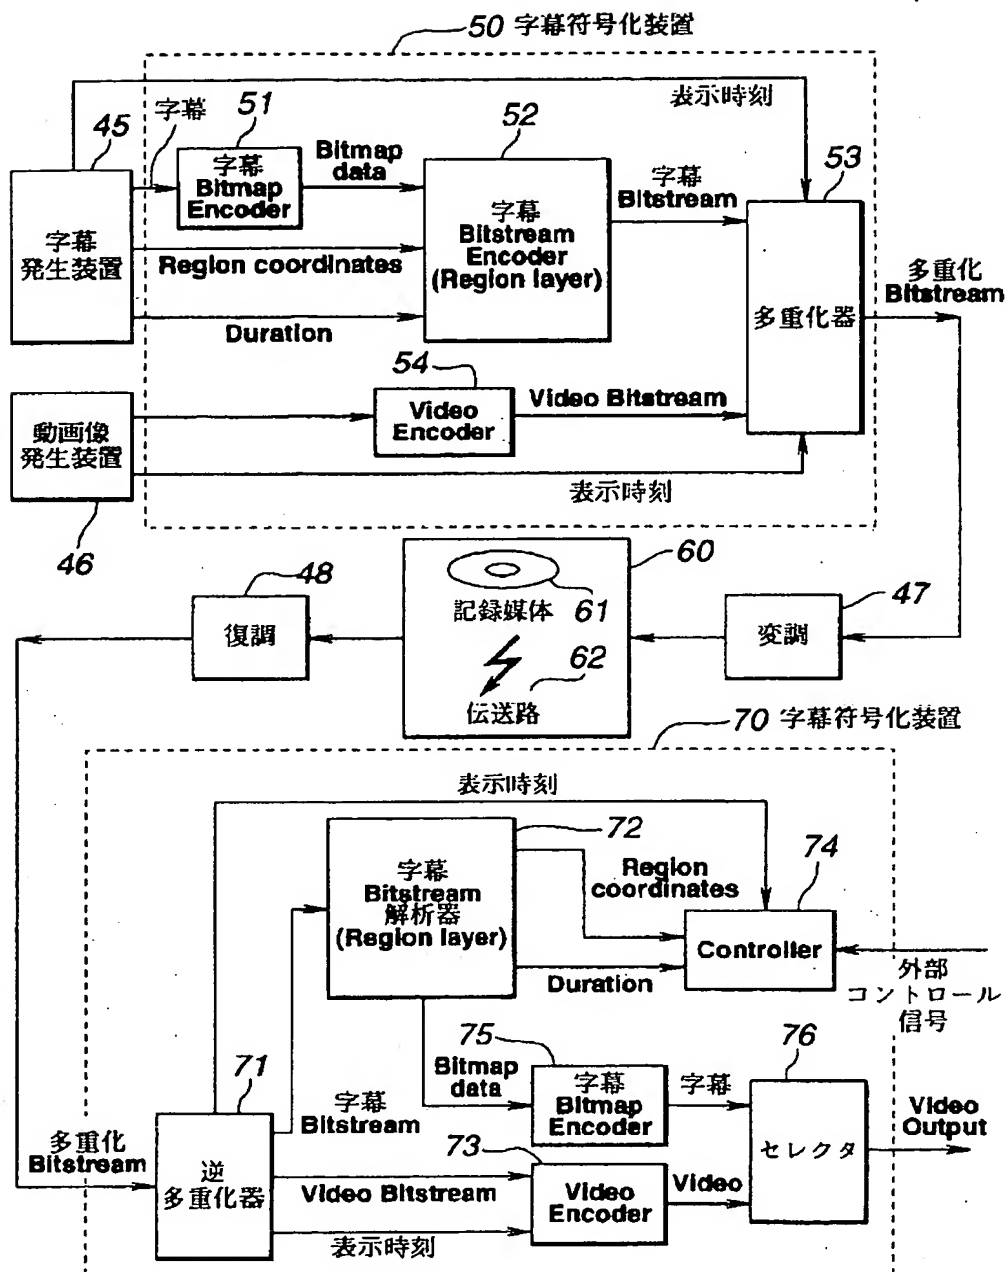 50 字幕符号化装置
表示時刻
45
字幕
51
52
53
字幕
発生装置
字幕
Bitmap
Encoder
Bitmap
data
Region coordinates
Duration
字幕
Bitstream
Encoder
(Region layer)
字幕
Bitstream
多重化器
多重化
Bitstream
54
Video
Encoder
Video Bitstream
動画像
発生装置
表示時刻
46
48
復調
60
記録媒体 61
62
伝送路
47
変調
70 字幕符号化装置
表示時刻
72
字幕
Bitstream
解析器
(Region layer)
Region
coordinates
Duration
74
Controller
外部
コントロール
信号
71
Bitmap
data
75
字幕
Bitmap
Encoder
字幕
76
セレクタ
Video
Output
多重化
Bitstream
逆
多重化器
字幕
Bitstream
Video Bitstream
表示時刻
73
Video
Encoder
Video